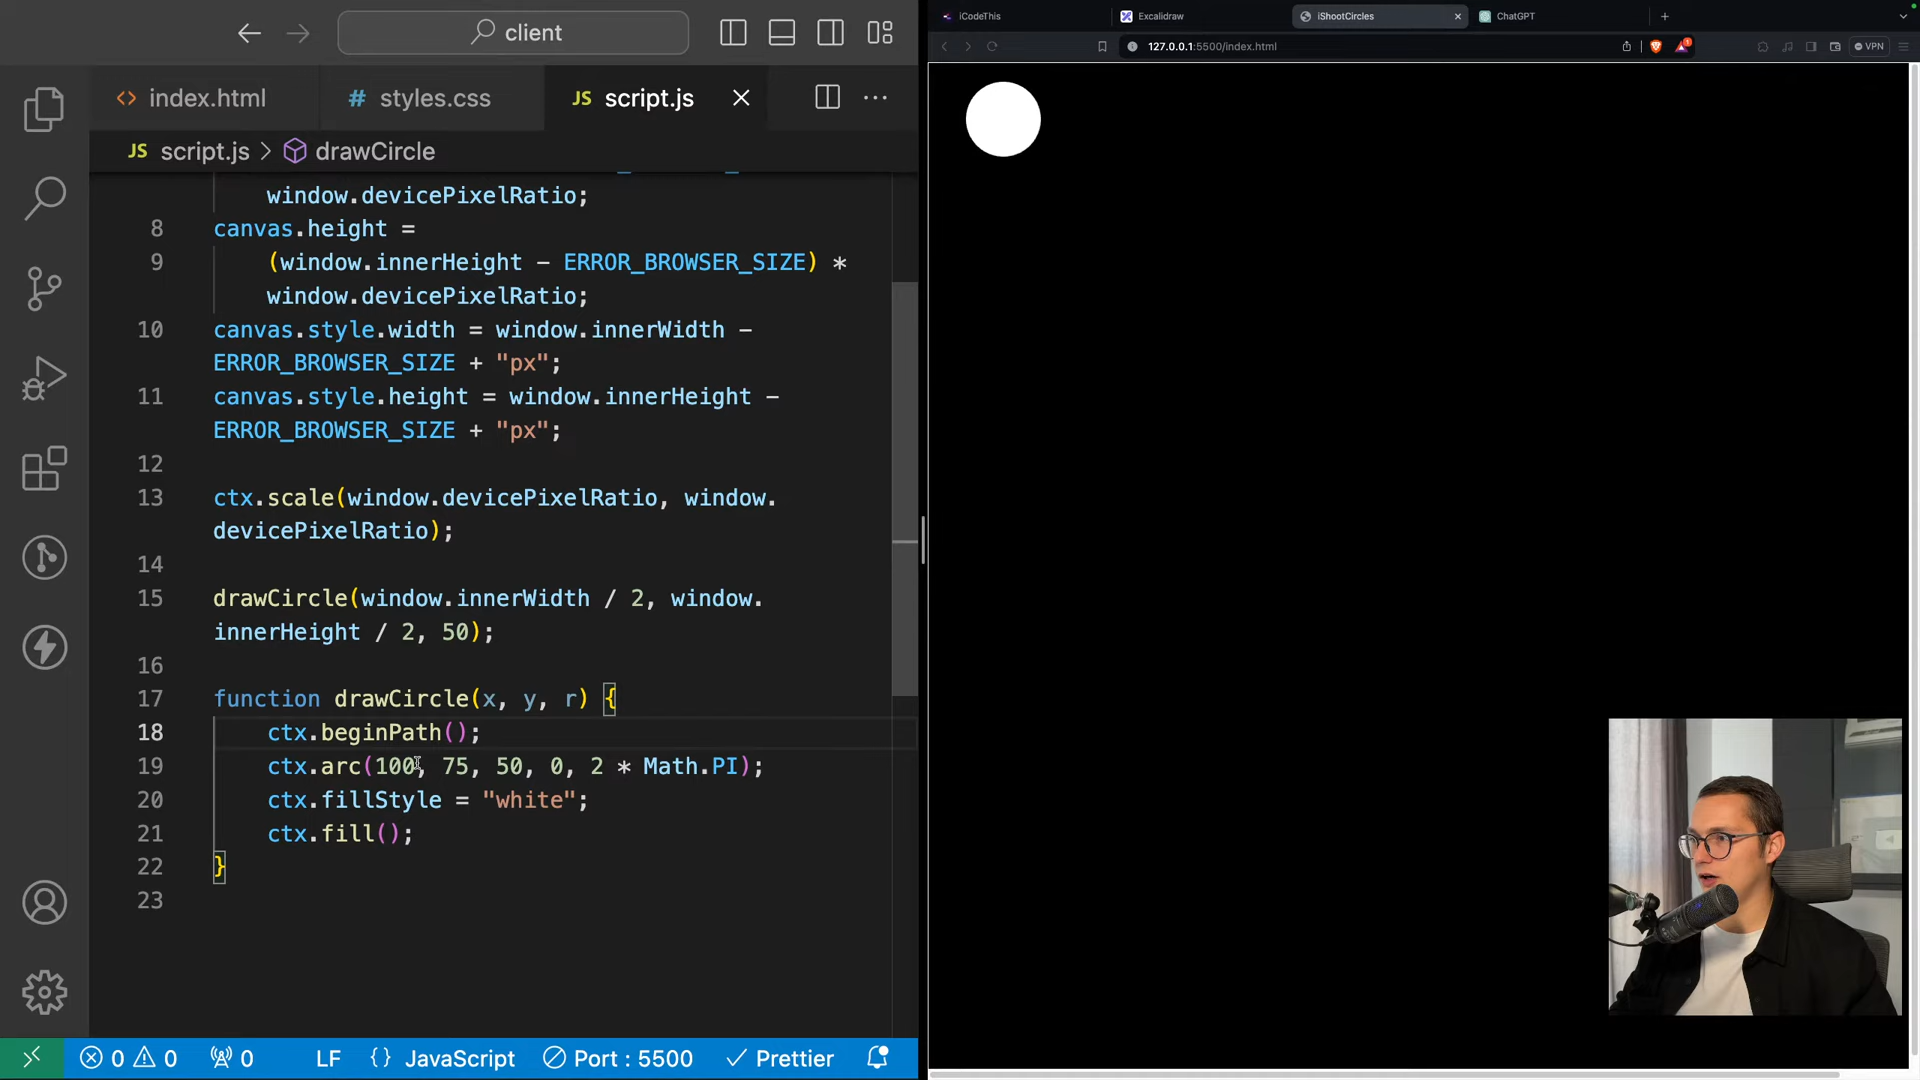 client
iCodeThis
Excalidraw
iShootCircles
ChatGPT
127.0.0.1:5500/index.html
VPN
index.html
# styles.css
JS script.js
JS script.js > drawCircle
window.devicePixelRatio;
8 canvas.height =
9 (window.innerHeight - ERROR_BROWSER_SIZE) *
window.devicePixelRatio;
10 canvas.style.width = window.innerWidth -
ERROR_BROWSER_SIZE + "px";
11 canvas.style.height = window.innerHeight -
ERROR_BROWSER_SIZE + "px";
12
13 ctx.scale(window.devicePixelRatio, window.
devicePixelRatio);
14
15 drawCircle(window.innerWidth / 2, window.
innerHeight / 2, 50);
16
17 function drawCircle(x, y, r) {
18 ctx.beginPath();
19 ctx.arc(100, 75, 50, 0, 2 * Math.PI);
20 ctx.fillStyle = "white";
21 ctx.fill();
22 }
23
0 0 0 LF {} JavaScript Port : 5500 Prettier